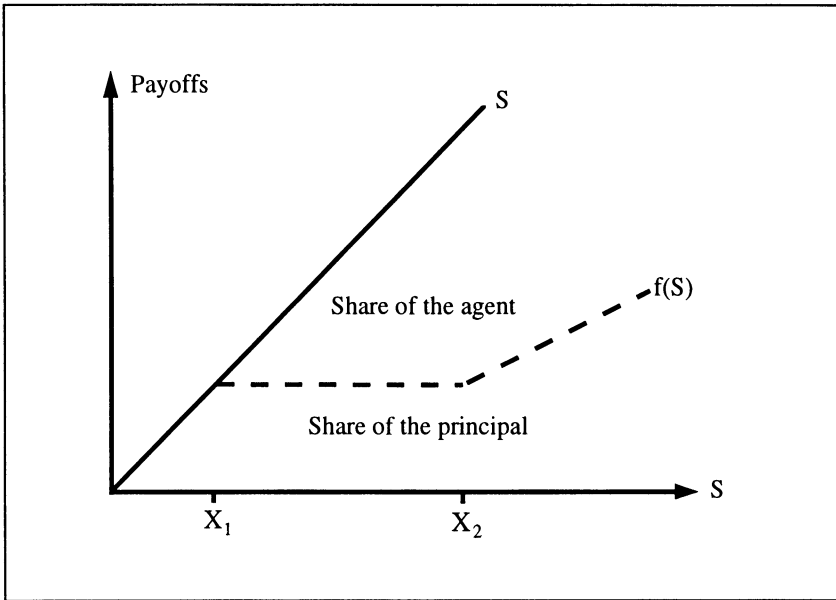 Payoffs
S
f(S)
Share of the agent
Share of the principal
S
X₁
X₂